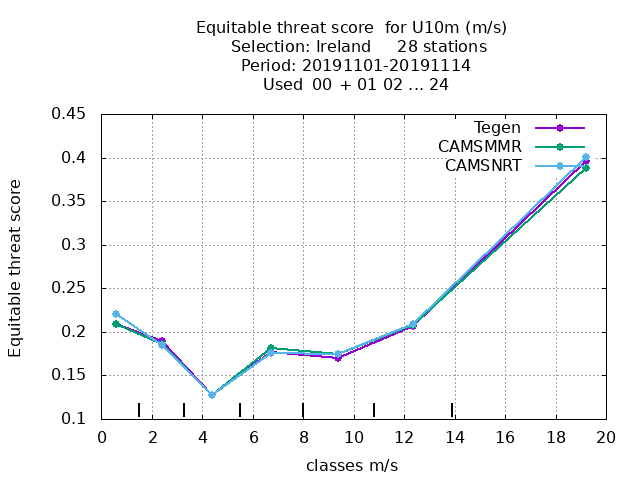 Equitable threat score  for U10m (m/s)
Selection: Ireland     28 stations
Period: 20191101-20191114
Used  00  + 01 02 ... 24
Tegen
CAMSMMR
CAMSNRT
Equitable threat score
0.45
0.4
0.35
0.3
0.25
0.2
0.15
0.1
0 2 4 6 8 10 12 14 16 18 20
classes m/s